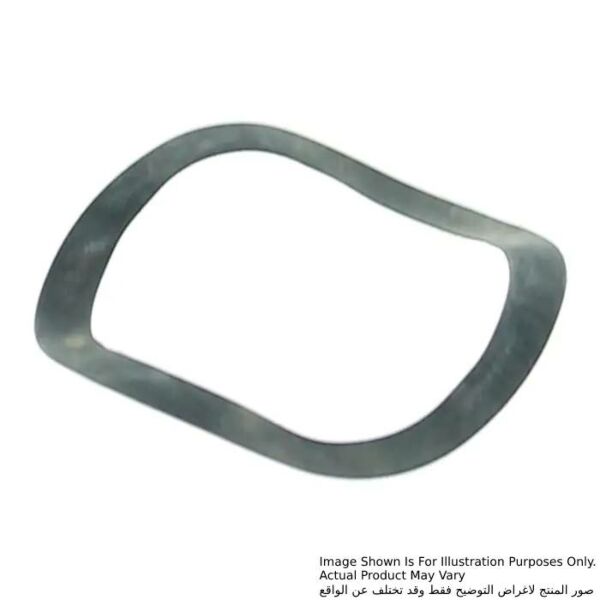 Image Shown Is For Illustration Purposes Only.
Actual Product May Vary
صور المنتج لاغراض التوضيح فقط وقد تختلف عن الواقع